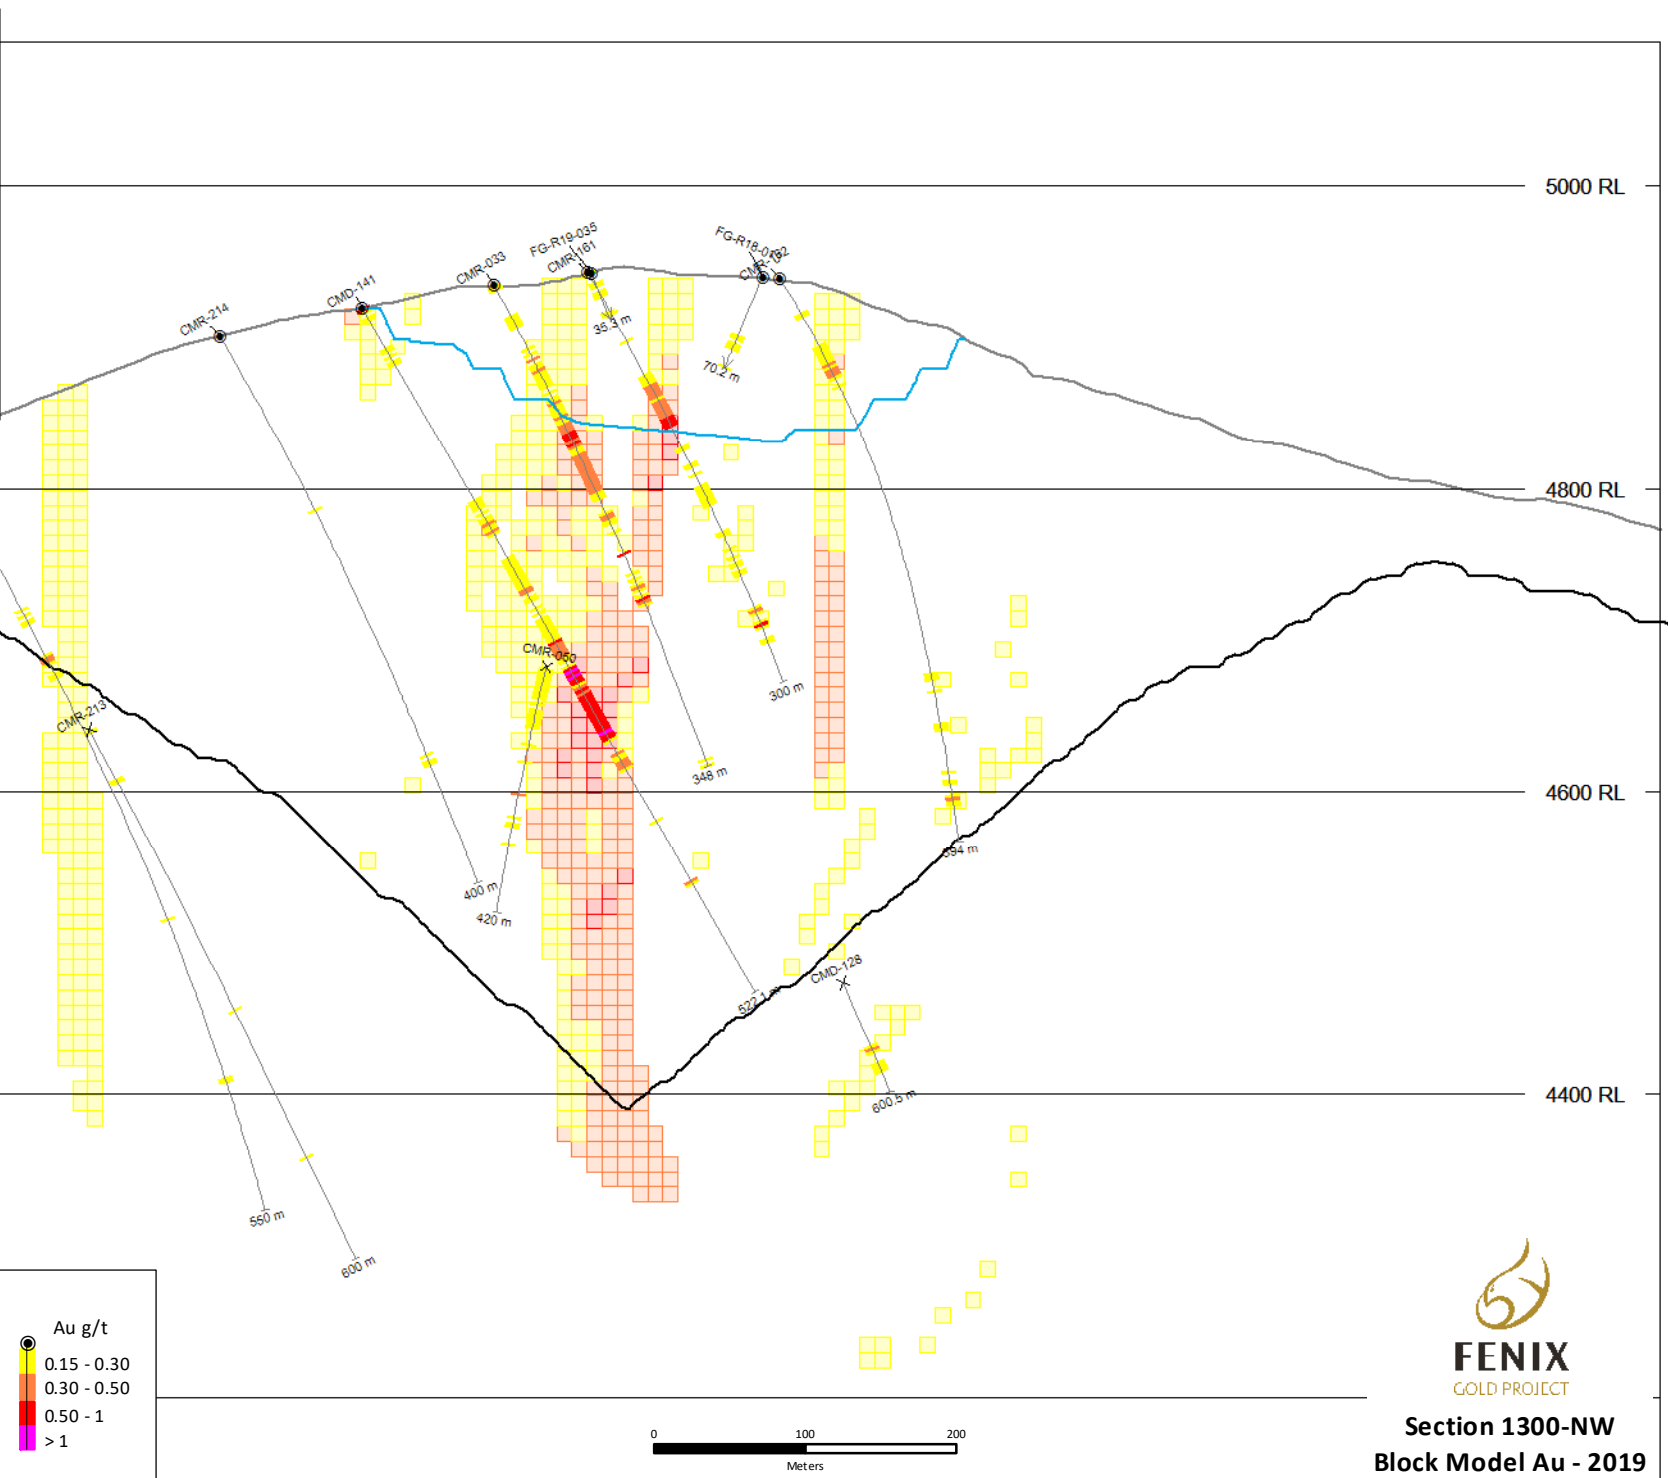 5000 RL
FG-R19-035
CMR-161
CMR-033
CMD-141
CMR-214
35.3 m
70.2 m
4800 RL
CMR-050
CMR-213
300 m
348 m
4600 RL
594 m
400 m
420 m
CMD-128
522.1 m
600.5 m
4400 RL
550 m
600 m
Au g/t
0.15 - 0.30
0.30 - 0.50
0.50 - 1
> 1
0 100 200
Meters
FENIX
GOLD PROJECT
Section 1300-NW
Block Model Au - 2019